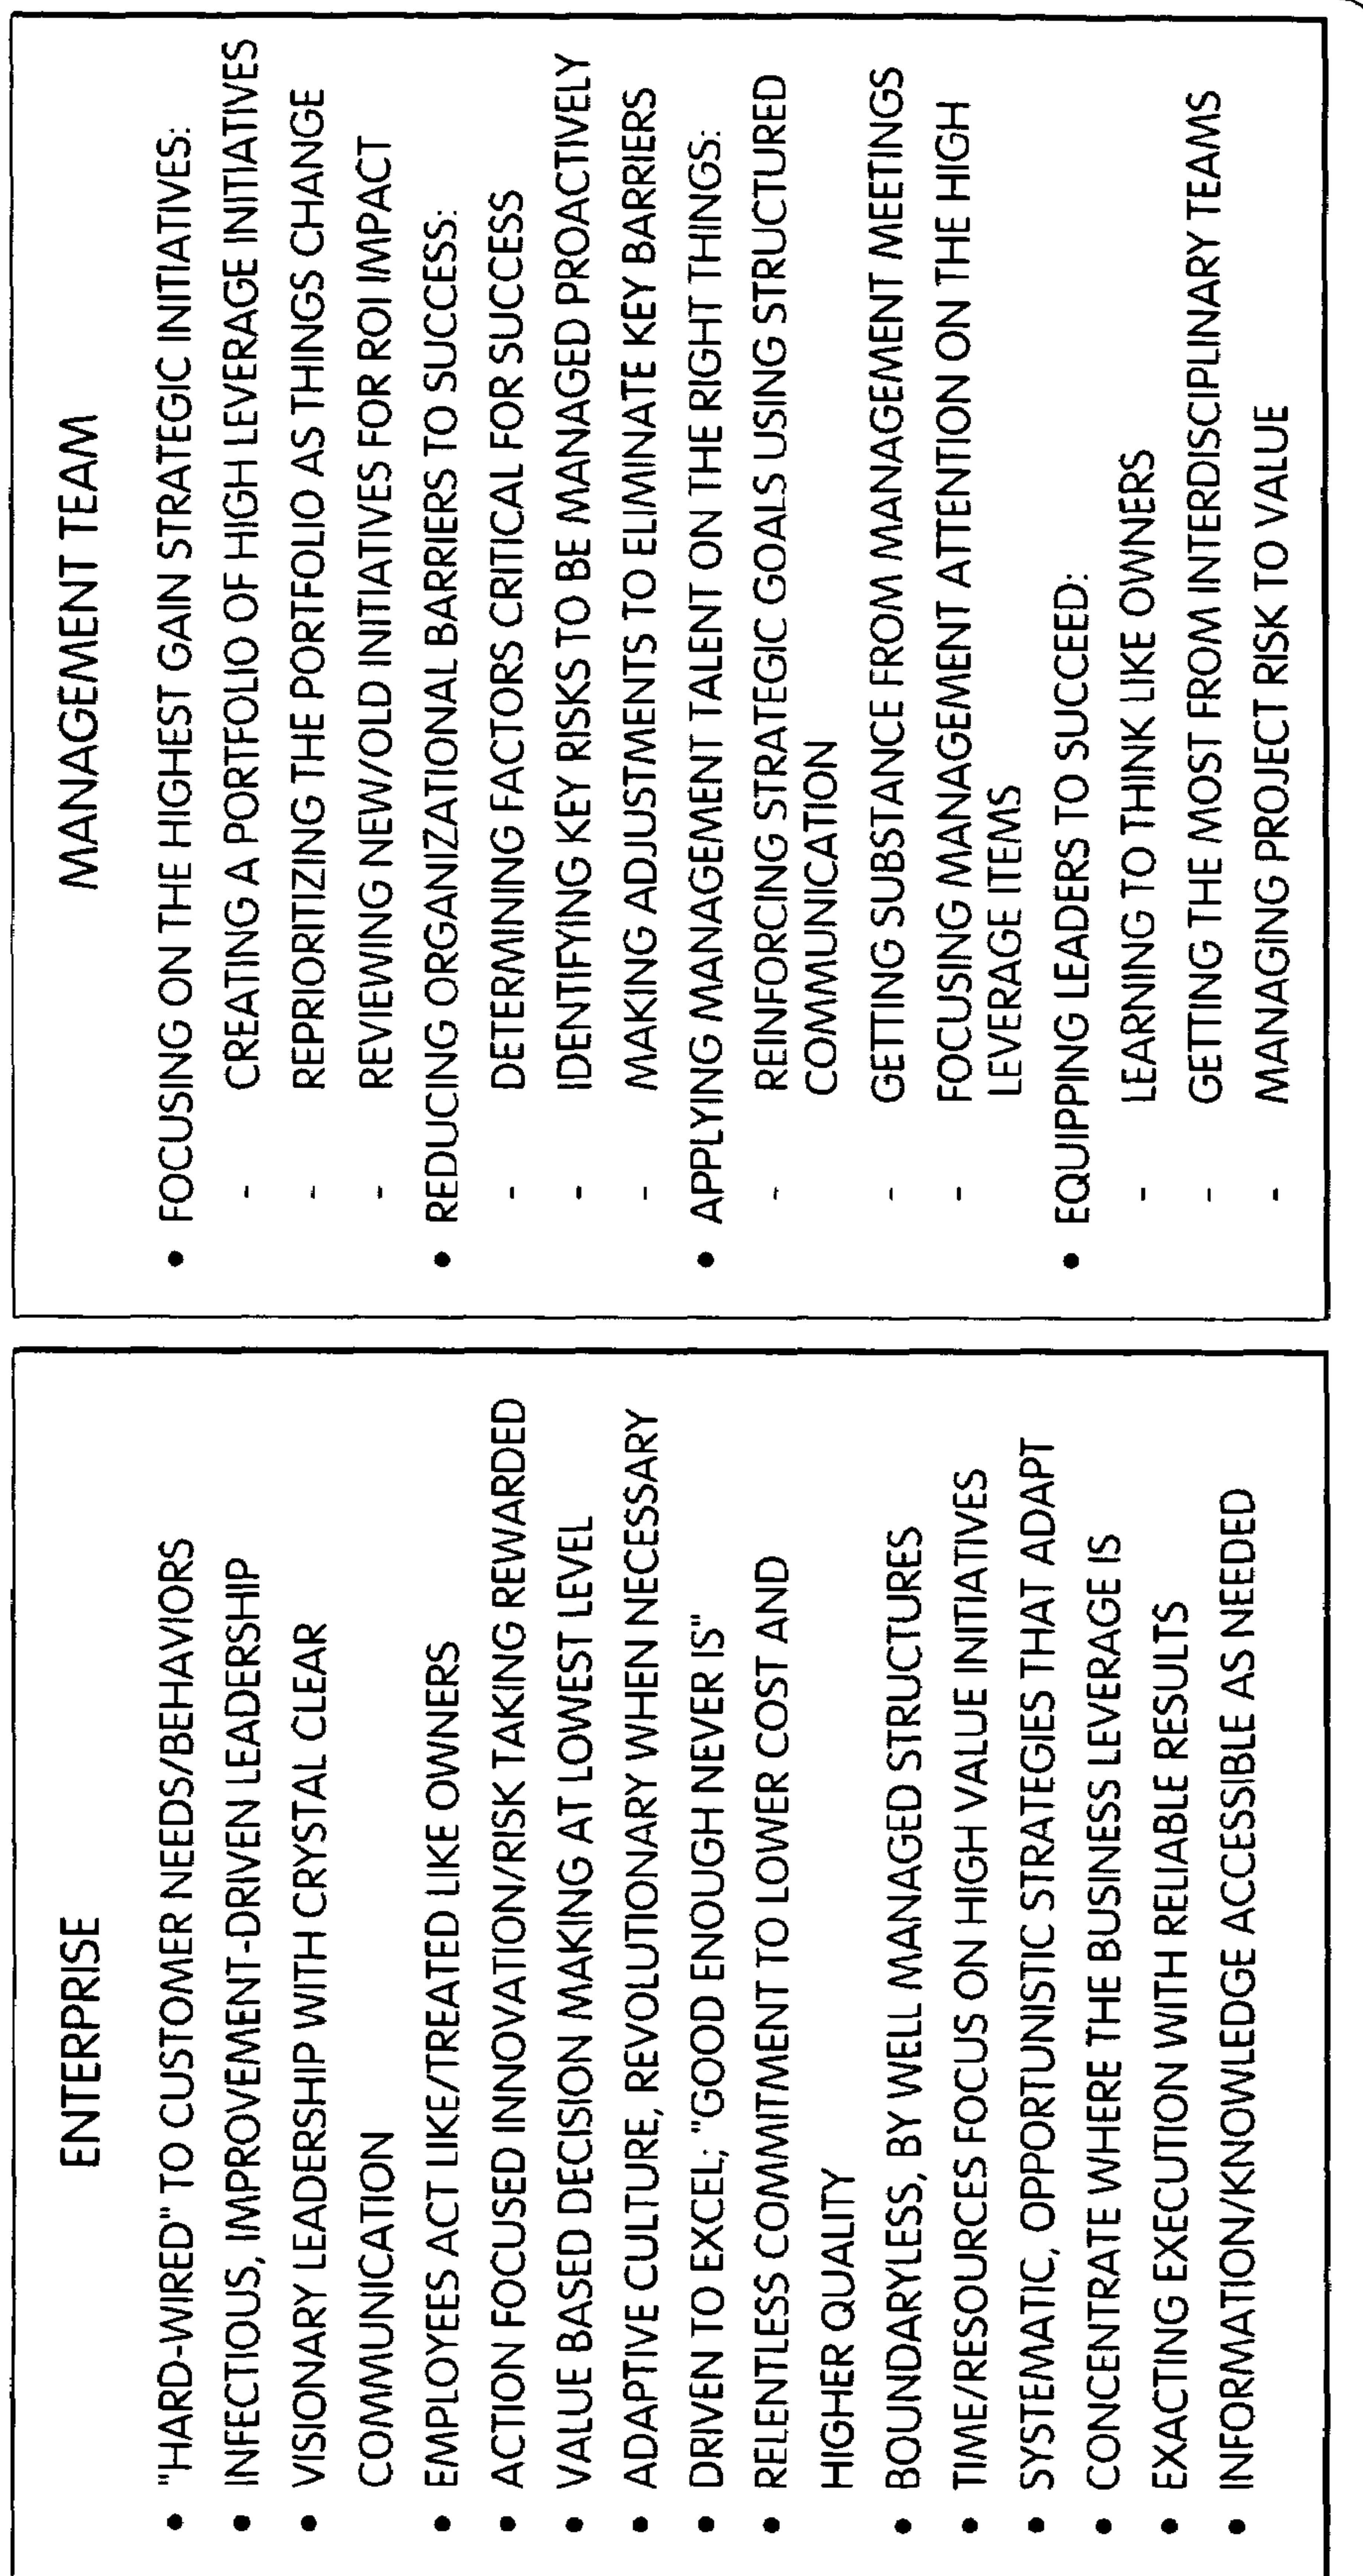 ENTERPRISE
• "HARD-WIRED" TO CUSTOMER NEEDS/BEHAVIORS
• INFECTIOUS, IMPROVEMENT-DRIVEN LEADERSHIP
• VISIONARY LEADERSHIP WITH CRYSTAL CLEAR
COMMUNICATION
• EMPLOYEES ACT LIKE/TREATED LIKE OWNERS
• ACTION FOCUSED INNOVATION/RISK TAKING REWARDED
• VALUE BASED DECISION MAKING AT LOWEST LEVEL
• ADAPTIVE CULTURE, REVOLUTIONARY WHEN NECESSARY
• DRIVEN TO EXCEL; "GOOD ENOUGH NEVER IS"
• RELENTLESS COMMITMENT TO LOWER COST AND
HIGHER QUALITY
• BOUNDARYLESS, BY WELL MANAGED STRUCTURES
• TIME/RESOURCES FOCUS ON HIGH VALUE INITIATIVES
• SYSTEMATIC, OPPORTUNISTIC STRATEGIES THAT ADAPT
• CONCENTRATE WHERE THE BUSINESS LEVERAGE IS
• EXACTING EXECUTION WITH RELIABLE RESULTS
• INFORMATION/KNOWLEDGE ACCESSIBLE AS NEEDED
MANAGEMENT TEAM
• FOCUSING ON THE HIGHEST GAIN STRATEGIC INITIATIVES:
- CREATING A PORTFOLIO OF HIGH LEVERAGE INITIATIVES
- REPRIORITIZING THE PORTFOLIO AS THINGS CHANGE
- REVIEWING NEW/OLD INITIATIVES FOR ROI IMPACT
• REDUCING ORGANIZATIONAL BARRIERS TO SUCCESS:
- DETERMINING FACTORS CRITICAL FOR SUCCESS
- IDENTIFYING KEY RISKS TO BE MANAGED PROACTIVELY
- MAKING ADJUSTMENTS TO ELIMINATE KEY BARRIERS
• APPLYING MANAGEMENT TALENT ON THE RIGHT THINGS:
- REINFORCING STRATEGIC GOALS USING STRUCTURED
COMMUNICATION
- GETTING SUBSTANCE FROM MANAGEMENT MEETINGS
- FOCUSING MANAGEMENT ATTENTION ON THE HIGH
LEVERAGE ITEMS
• EQUIPPING LEADERS TO SUCCEED:
- LEARNING TO THINK LIKE OWNERS
- GETTING THE MOST FROM INTERDISCIPLINARY TEAMS
- MANAGING PROJECT RISK TO VALUE